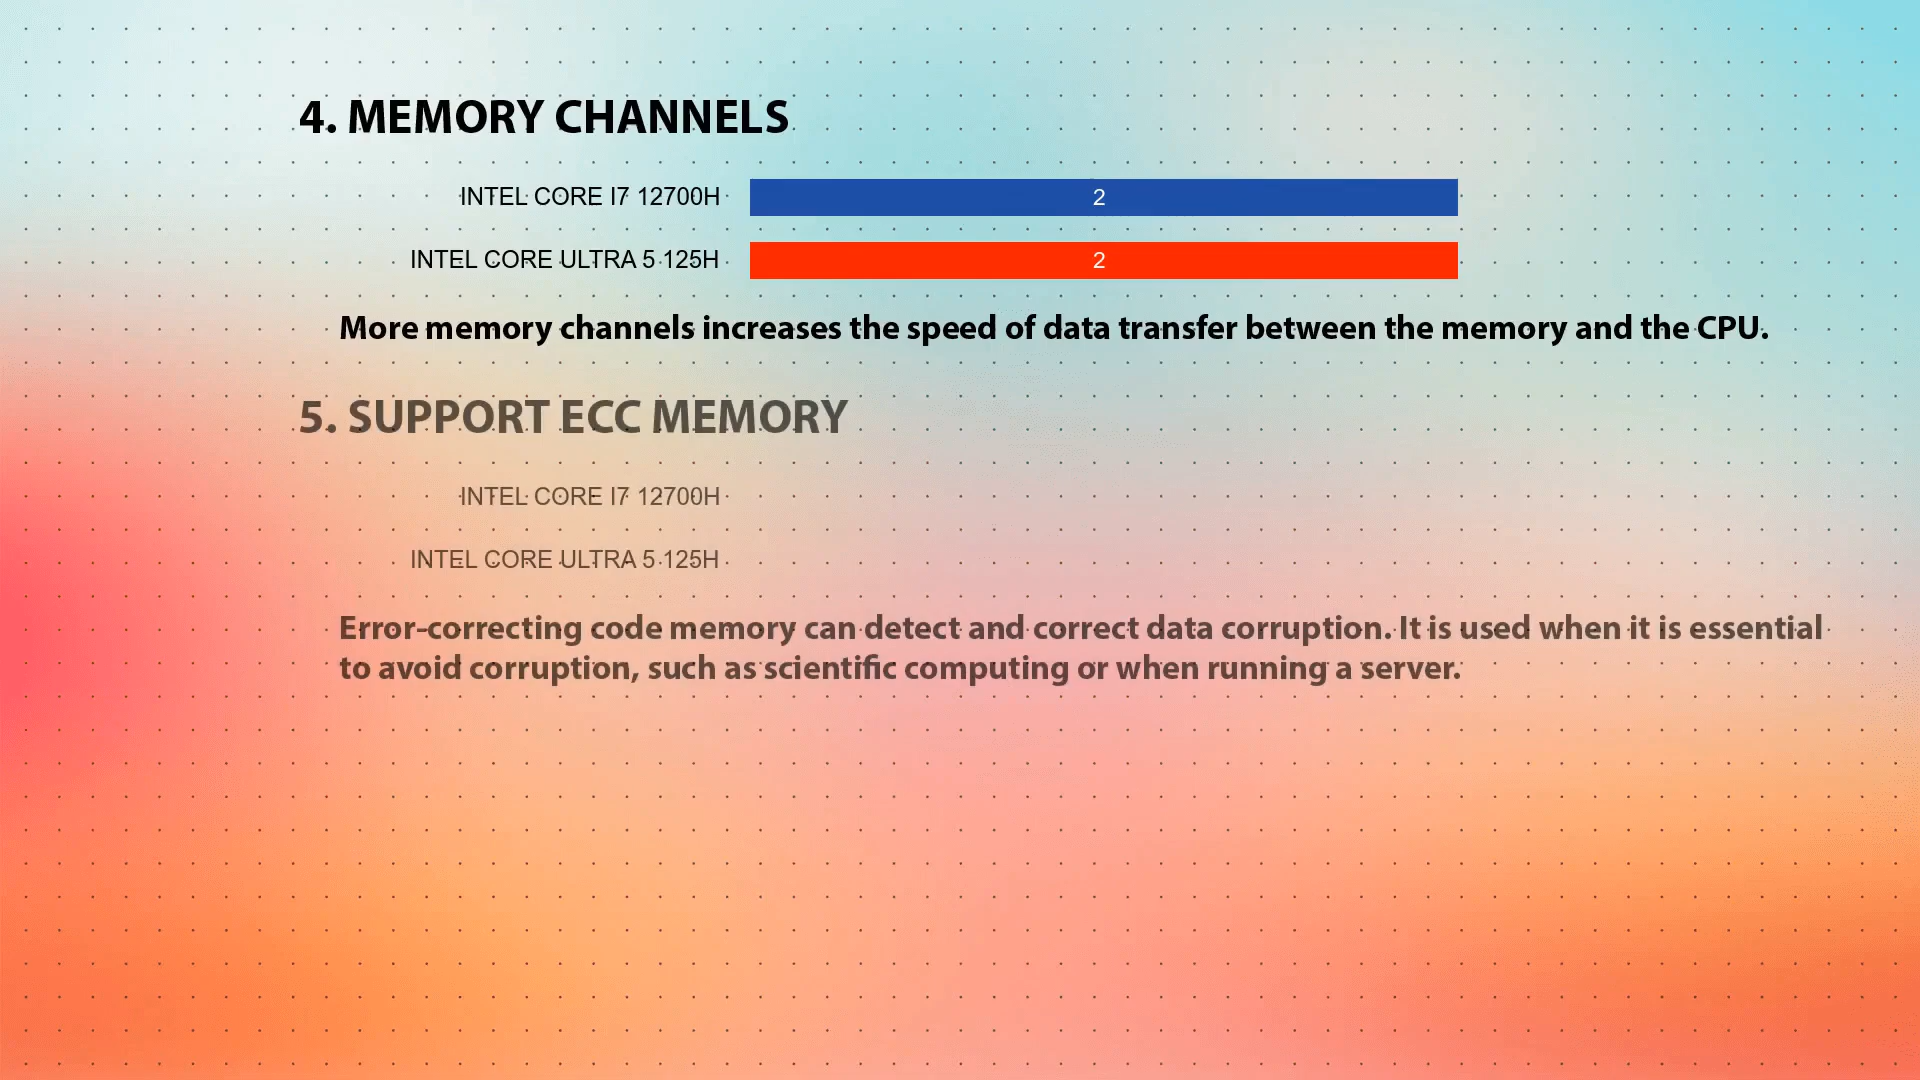 4. MEMORY CHANNELS
INTEL CORE I7 12700H
2
INTEL CORE ULTRA 5 125H
2
More memory channels increases the speed of data transfer between the memory and the CPU.
5. SUPPORT ECC MEMORY
INTEL CORE I7 12700H
INTEL CORE ULTRA 5 125H
Error-correcting code memory can detect and correct data corruption. It is used when it is essential
to avoid corruption, such as scientific computing or when running a server.